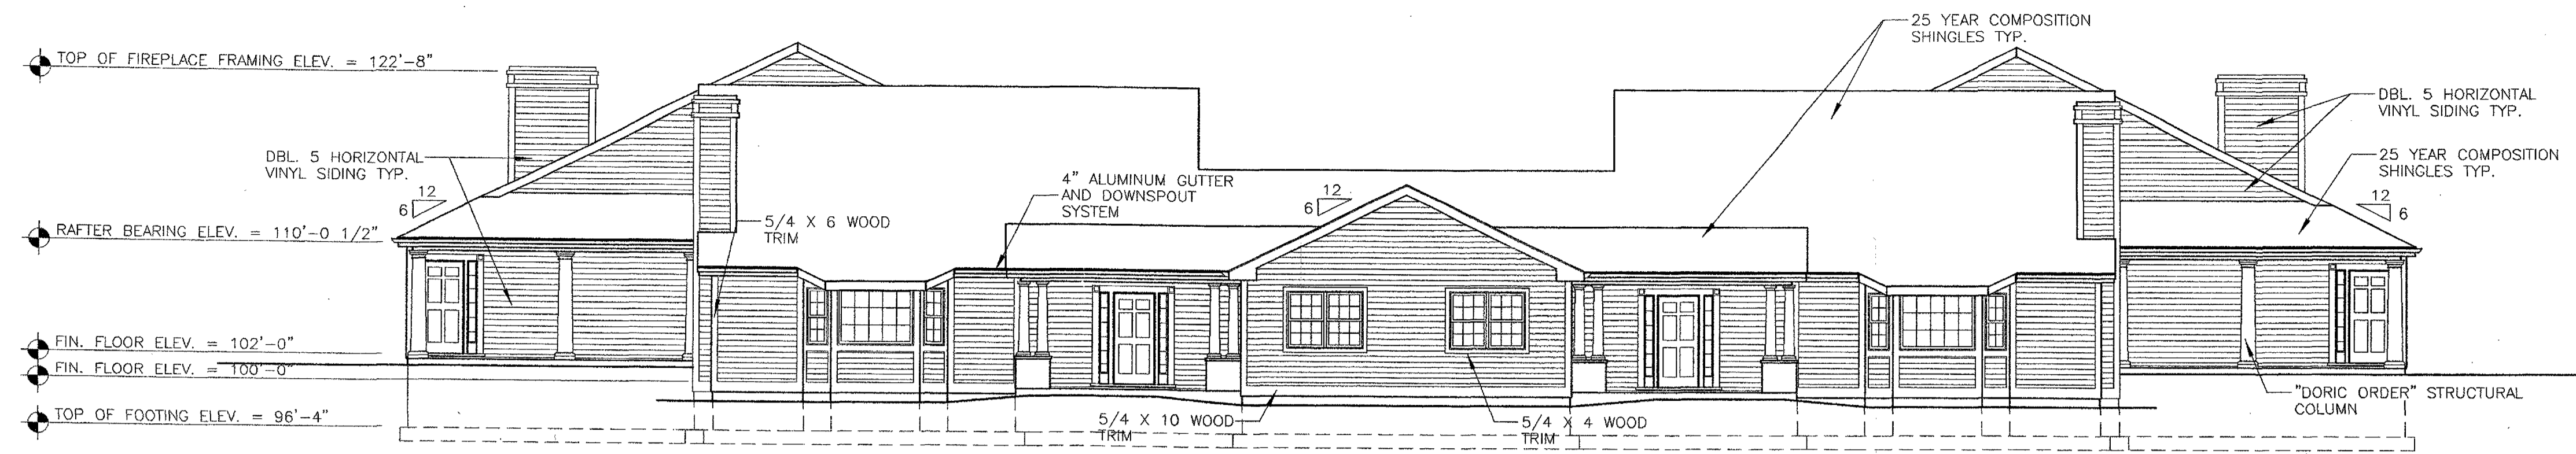 TOP OF FIREPLACE FRAMING ELEV. = 122'-8"
25 YEAR COMPOSITION
SHINGLES TYP.
DBL. 5 HORIZONTAL
VINYL SIDING TYP.
DBL. 5 HORIZONTAL
VINYL SIDING TYP.
25 YEAR COMPOSITION
SHINGLES TYP.
12
6
4" ALUMINUM GUTTER
AND DOWNSPOUT
SYSTEM
12
6
12
6
5/4 X 6 WOOD
TRIM
RAFTER BEARING ELEV. = 110'-0 1/2"
FIN. FLOOR ELEV. = 102'-0"
FIN. FLOOR ELEV. = 100'-0"
TOP OF FOOTING ELEV. = 96'-4"
5/4 X 10 WOOD
TRIM
5/4 X 4 WOOD
TRIM
"DORIC ORDER" STRUCTURAL
COLUMN